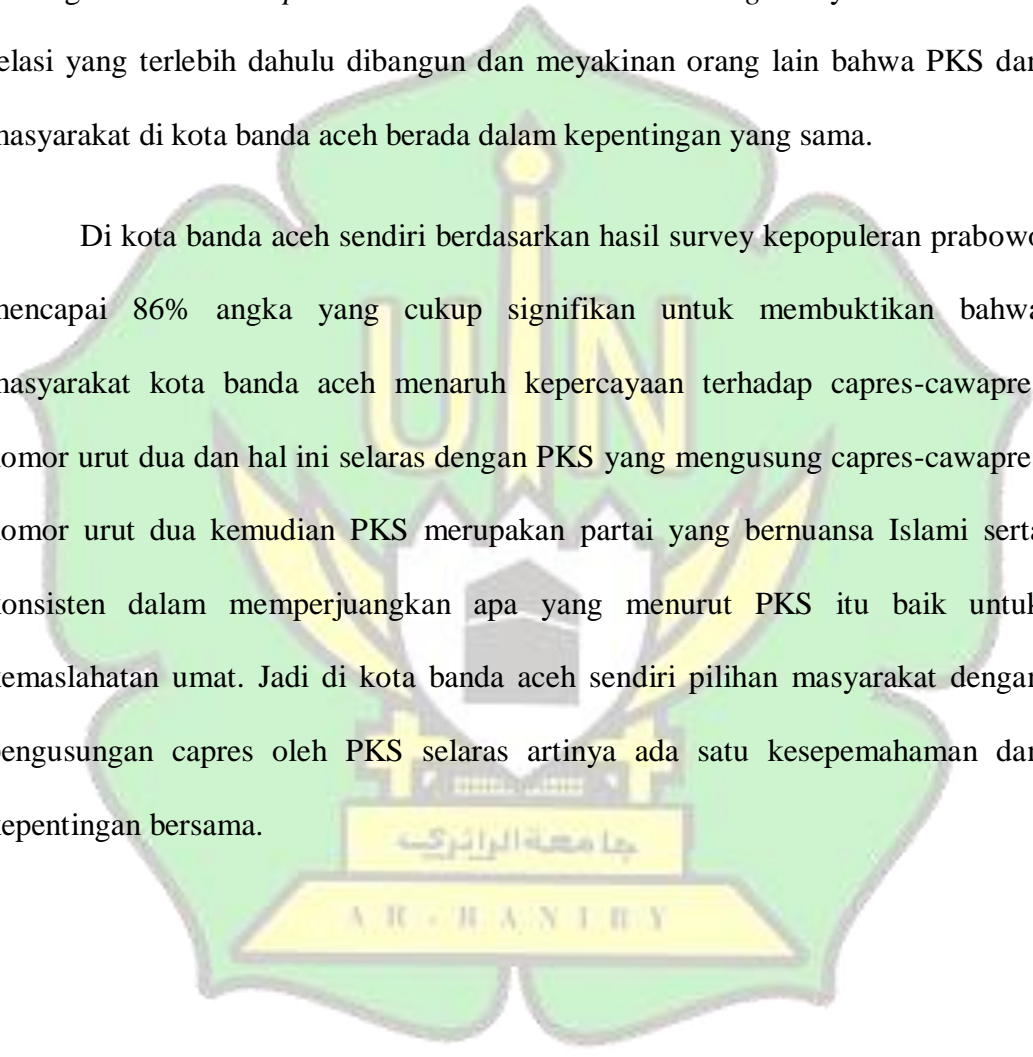 relasi yang terlebih dahulu dibangun dan meyakinan orang lain bahwa PKS dan
masyarakat di kota banda aceh berada dalam kepentingan yang sama.
Di kota banda aceh sendiri berdasarkan hasil survey kepopuleran prabowo
mencapai 86% angka yang cukup signifikan untuk membuktikan bahwa
masyarakat kota banda aceh menaruh kepercayaan terhadap capres-cawapre
nomor urut dua dan hal ini selaras dengan PKS yang mengusung capres-cawapre
nomor urut dua kemudian PKS merupakan partai yang bernuansa Islami serta
konsisten dalam memperjuangkan apa yang menurut PKS itu baik untuk
kemaslahatan umat. Jadi di kota banda aceh sendiri pilihan masyarakat dengan
pengusungan capres oleh PKS selaras artinya ada satu kesepemahaman dan
kepentingan bersama.
UIN
جامعة الرانري
AR-RANIRY